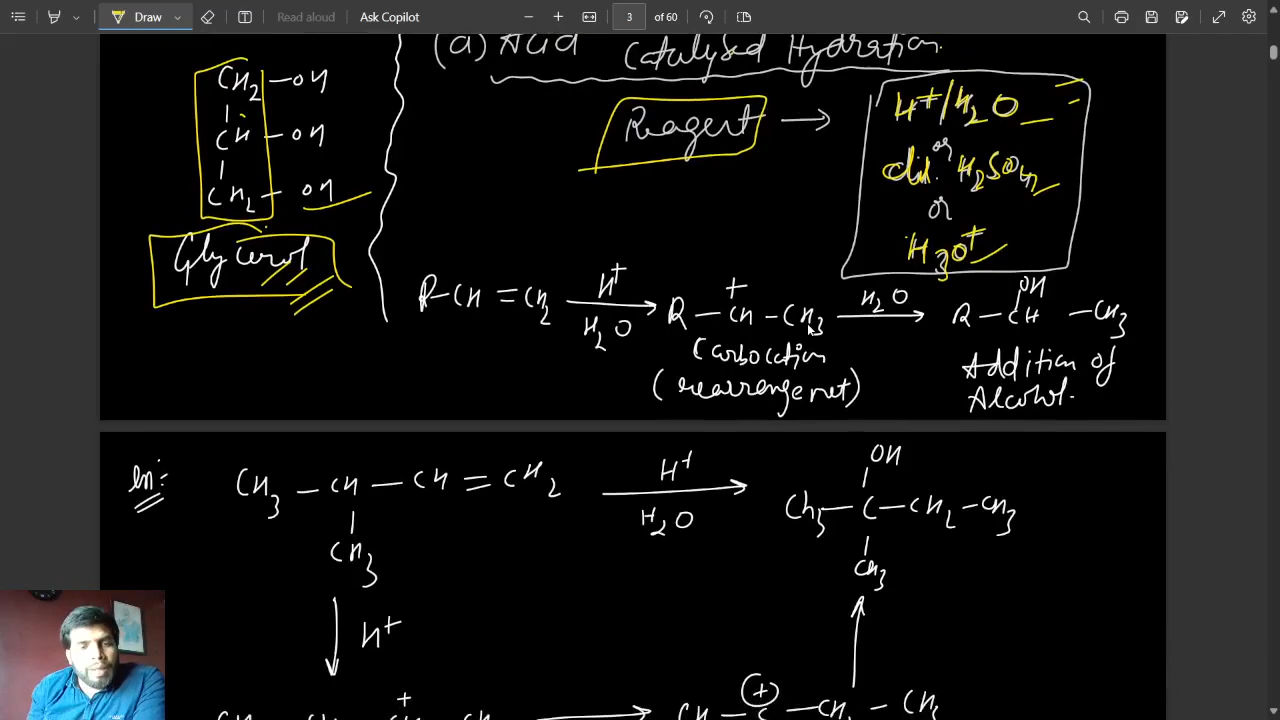 Draw
Read aloud
Ask Copilot
3 of 60
(a) Acid Catalysed Hydration
CH2 — OH
CH — OH
CH2 — OH
Glycerol
Reagent →
H+/H2O
or
dil. H2SO4
or
H3O+
R—CH=CH2 H+ H2O → R—CH+—CH3 H2O → R—CH(OH)—CH3
Carbocation
(rearrangenet)
Addition of
Alcohol.
CH3—CH—CH=CH2 H+ H2O →
CH3
OH
CH3—C—CH2—CH3
CH3
H+
+
(+)
CH3